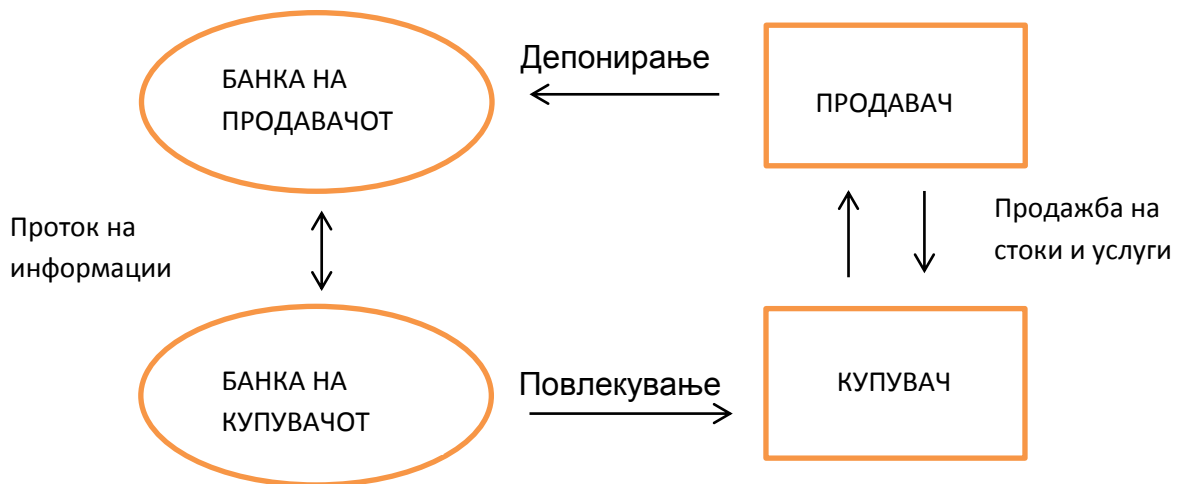 БАНКА НА
ПРОДАВАЧОТ
Депонирање
ПРОДАВАЧ
Проток на
информации
Продажба на
стоки и услуги
БАНКА НА
КУПУВАЧОТ
Повлекување
КУПУВАЧ